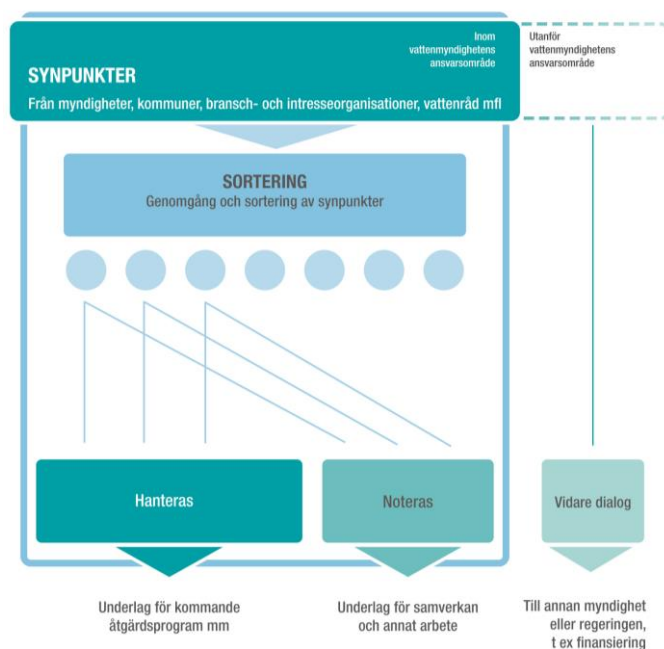 Inom
vattenmyndighetens
ansvarsområde
Utanför
vattenmyndighetens
ansvarsområde
SYNPUNKTER
Från myndigheter, kommuner, bransch- och intresseorganisationer, vattenråd mfl
SORTERING
Genomgång och sortering av synpunkter
Hanteras
Noteras
Vidare dialog
Underlag för kommande
åtgärdsprogram mm
Underlag för samverkan
och annat arbete
Till annan myndighet
eller regeringen,
t ex finansiering